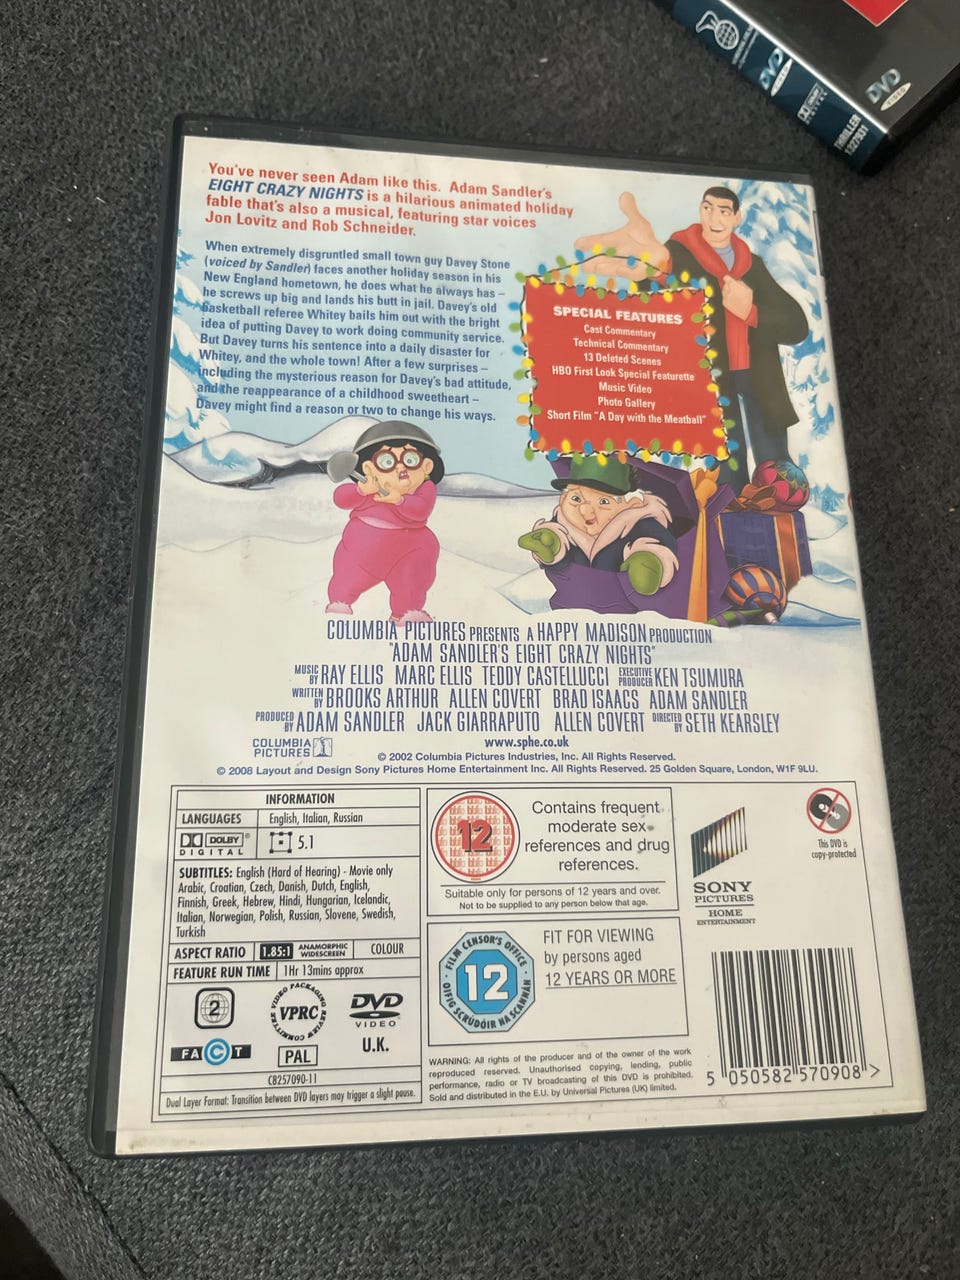 You've never seen Adam like this. Adam Sandler's
EIGHT CRAZY NIGHTS is a hilarious animated holiday
fable that's also a musical, featuring star voices
Jon Lovitz and Rob Schneider.
When extremely disgruntled small town guy Davey Stone
(voiced by Sandler) faces another holiday season in his
New England hometown, he does what he always has –
he screws up big and lands his butt in jail. Davey's old
basketball referee Whitey bails him out with the bright
idea of putting Davey to work doing community service.
But Davey turns his sentence into a daily disaster for
Whitey, and the whole town! After a few surprises –
including the mysterious reason for Davey's bad attitude,
and the reappearance of a childhood sweetheart –
Davey might find a reason or two to change his ways.
SPECIAL FEATURES
Cast Commentary
Technical Commentary
13 Deleted Scenes
HBO First Look Special Featurette
Music Video
Photo Gallery
Short Film "A Day with the Meatball"
COLUMBIA PICTURES PRESENTS A HAPPY MADISON PRODUCTION
"ADAM SANDLER'S EIGHT CRAZY NIGHTS"
MUSIC BY RAY ELLIS MARC ELLIS TEDDY CASTELLUCCI EXECUTIVE PRODUCER KEN TSUMURA
WRITTEN BY BROOKS ARTHUR ALLEN COVERT BRAD ISAACS ADAM SANDLER
PRODUCED BY ADAM SANDLER JACK GIARRAPUTO ALLEN COVERT DIRECTED BY SETH KEARSLEY
COLUMBIA
PICTURES
www.sphe.co.uk
© 2002 Columbia Pictures Industries, Inc. All Rights Reserved.
© 2008 Layout and Design Sony Pictures Home Entertainment Inc. All Rights Reserved. 25 Golden Square, London, W1F 9LU.
INFORMATION
LANGUAGES English, Italian, Russian
DOLBY
DIGITAL
5.1
SUBTITLES: English (Hard of Hearing) - Movie only
Arabic, Croatian, Czech, Danish, Dutch, English,
Finnish, Greek, Hebrew, Hindi, Hungarian, Icelandic,
Italian, Norwegian, Polish, Russian, Slovene, Swedish,
Turkish
ASPECT RATIO 1.85:1 ANAMORPHIC WIDESCREEN COLOUR
FEATURE RUN TIME 1Hr 13mins approx
2
VIDEO PACKAGING REVIEW COMMITTEE
VPRC
DVD
VIDEO
FACT
PAL
U.K.
CB257090-11
Dual Layer Format: Transition between DVD layers may trigger a slight pause.
12
Contains frequent
moderate sex
references and drug
references.
Suitable only for persons of 12 years and over.
Not to be supplied to any person below that age.
FILM CENSOR'S OFFICE
12
OIFIG SCRÚDÓIR NA SCANNÁN
FIT FOR VIEWING
by persons aged
12 YEARS OR MORE
WARNING: All rights of the producer and of the owner of the work
reproduced reserved. Unauthorised copying, lending, public
performance, radio or TV broadcasting of this DVD is prohibited.
Sold and distributed in the E.U. by Universal Pictures (UK) limited.
SONY
PICTURES
HOME
ENTERTAINMENT
This DVD is
copy-protected
5 050582 570908 >
DVD
VIDEO
DOLBY
DIGITAL
THRILLER
1327931
DVD
VIDEO